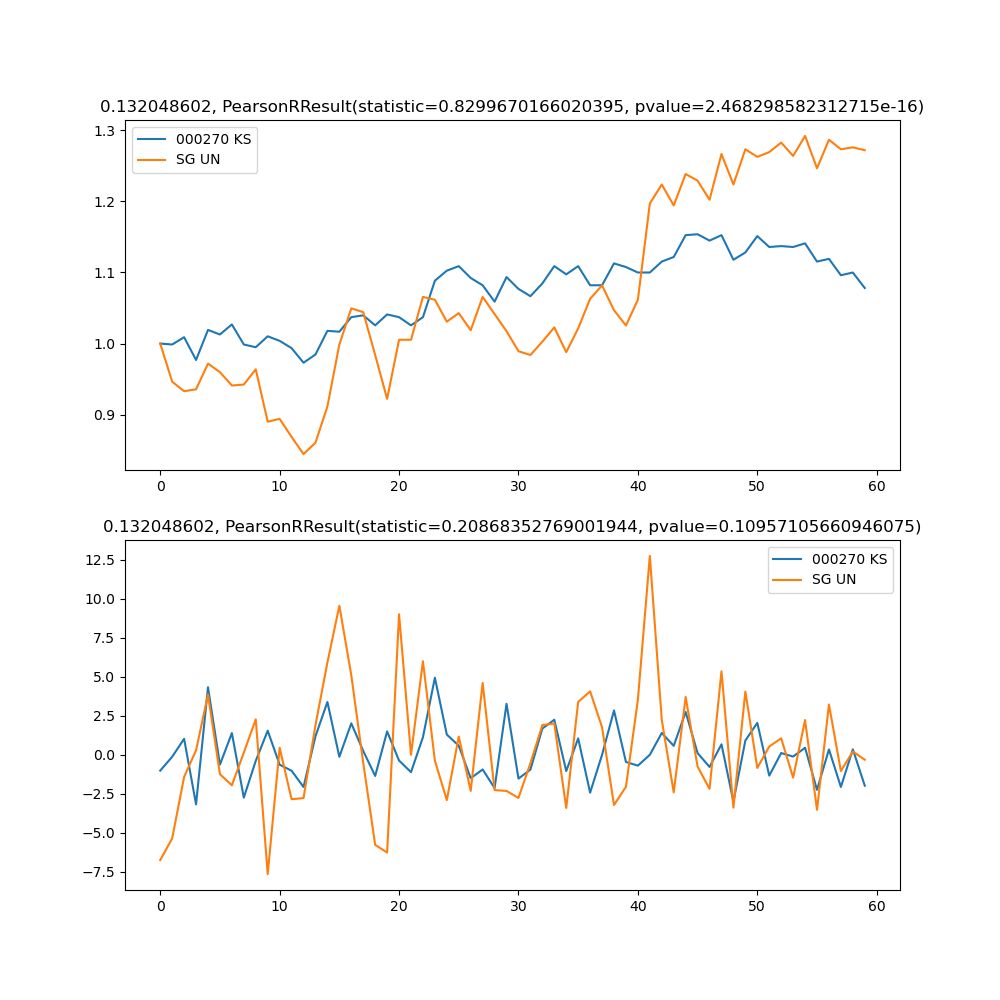 0.132048602, PearsonRResult(statistic=0.8299670166020395, pvalue=2.468298582312715e-16)
000270 KS
SG UN
1.3
1.2
1.1
1.0
0.9
0 10 20 30 40 50 60
0.132048602, PearsonRResult(statistic=0.20868352769001944, pvalue=0.10957105660946075)
000270 KS
SG UN
12.5
10.0
7.5
5.0
2.5
0.0
−2.5
−5.0
−7.5
0 10 20 30 40 50 60